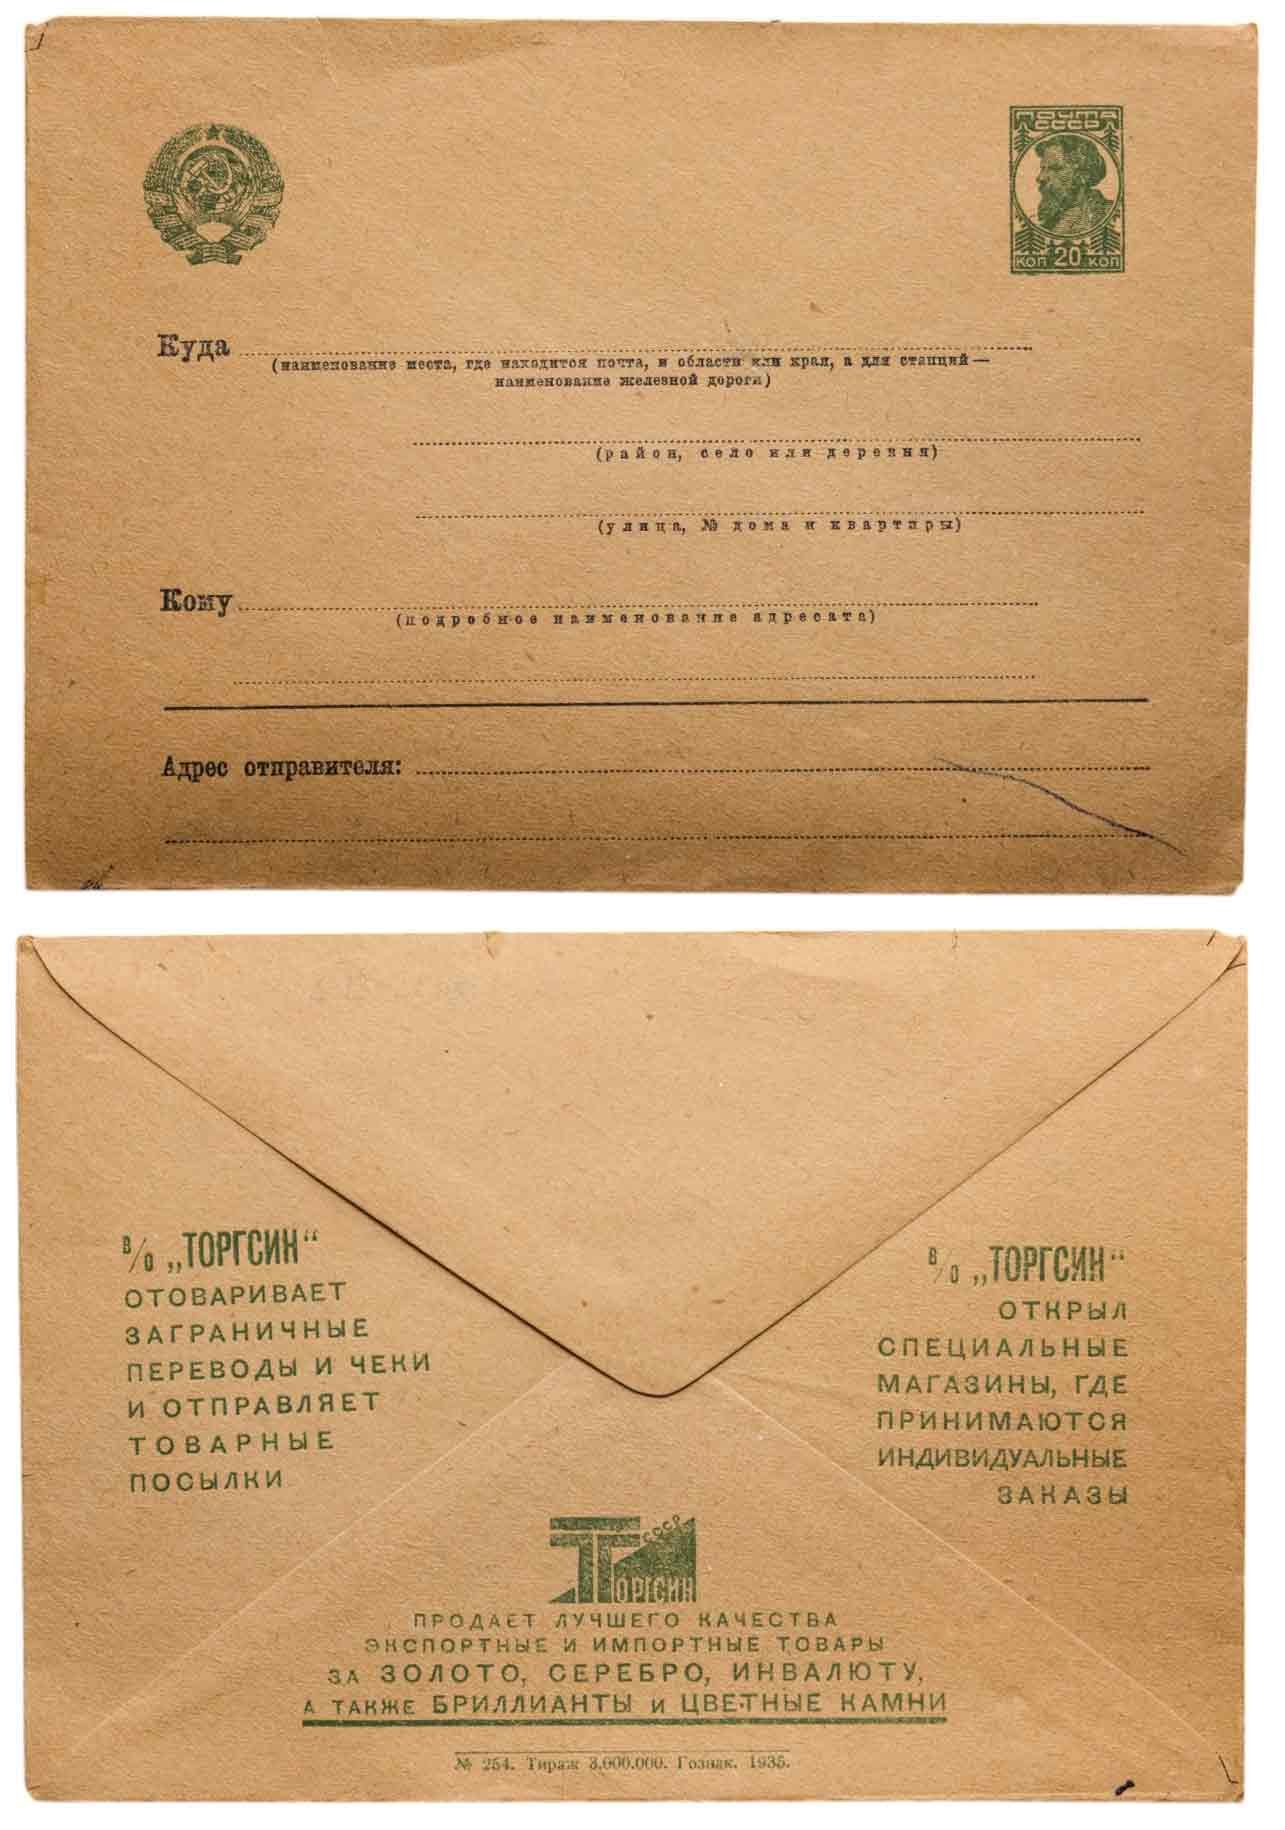 ПОЧТА
СССР
КОП 20 КОП
Куда
(наименование места, где находится почта, и области или края, а для станций —
наименование железной дороги)
(район, село или деревня)
(улица, № дома и квартиры)
Кому
(подробное наименование адресата)
Адрес отправителя:
В/О „ТОРГСИН“
ОТОВАРИВАЕТ
ЗАГРАНИЧНЫЕ
ПЕРЕВОДЫ И ЧЕКИ
И ОТПРАВЛЯЕТ
ТОВАРНЫЕ
ПОСЫЛКИ
В/О „ТОРГСИН“
ОТКРЫЛ
СПЕЦИАЛЬНЫЕ
МАГАЗИНЫ, ГДЕ
ПРИНИМАЮТСЯ
ИНДИВИДУАЛЬНЫЕ
ЗАКАЗЫ
СССР
ТОРГСИН
ПРОДАЕТ ЛУЧШЕГО КАЧЕСТВА
ЭКСПОРТНЫЕ И ИМПОРТНЫЕ ТОВАРЫ
ЗА ЗОЛОТО, СЕРЕБРО, ИНВАЛЮТУ,
А ТАКЖЕ БРИЛЛИАНТЫ И ЦВЕТНЫЕ КАМНИ
№ 254. Тираж 3.000.000. Гознак. 1935.